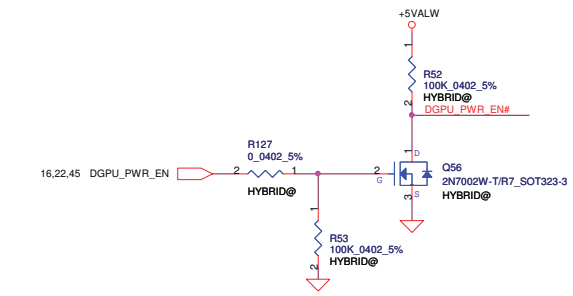 +5VALW
1
R52
100K_0402_5%
HYBRID@
2
DGPU_PWR_EN#
R127
0_0402_5%
1 D
16,22,45 DGPU_PWR_EN
2 1
2
G
Q56
2N7002W-T/R7_SOT323-3
HYBRID@
HYBRID@
3 S
1
R53
100K_0402_5%
HYBRID@
2